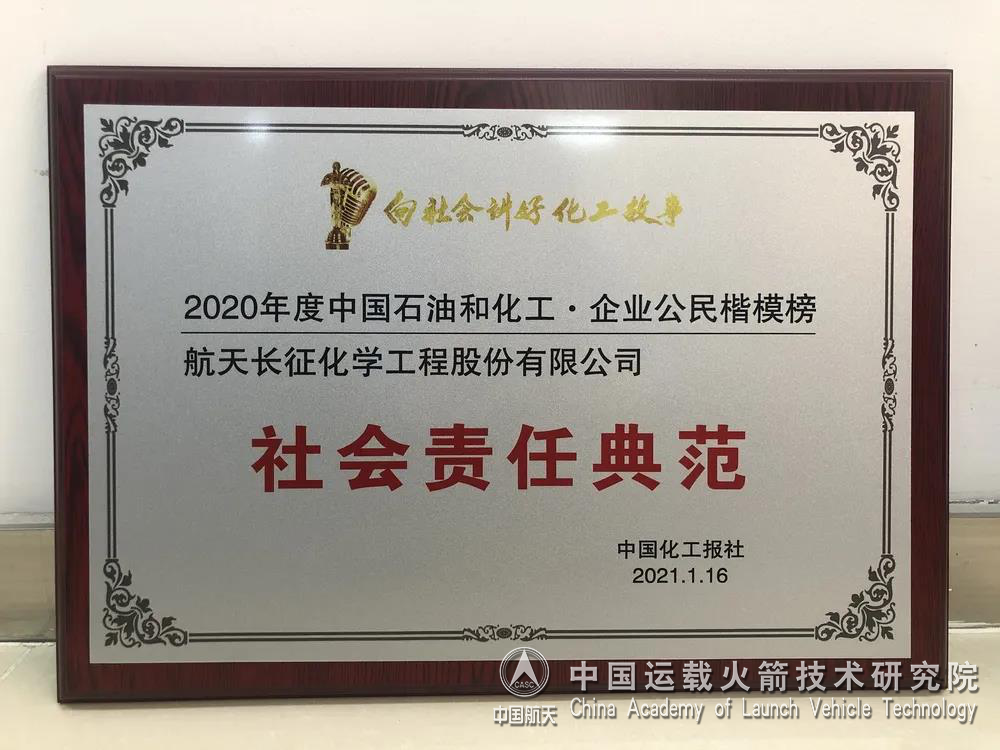 向社会讲好化工故事
2020年度中国石油和化工·企业公民楷模榜
航天长征化学工程股份有限公司
社会责任典范
中国化工报社
2021.1.16
CASC
中国航天
中国运载火箭技术研究院
China Academy of Launch Vehicle Technology